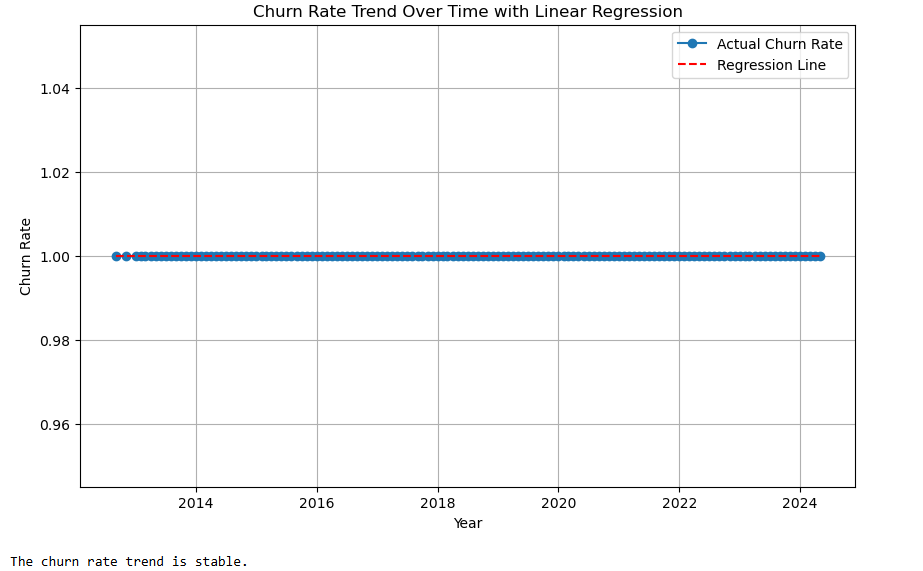 Churn Rate Trend Over Time with Linear Regression
Actual Churn Rate
Regression Line
1.04
1.02
1.00
0.98
0.96
Churn Rate
2014 2016 2018 2020 2022 2024
Year
The churn rate trend is stable.